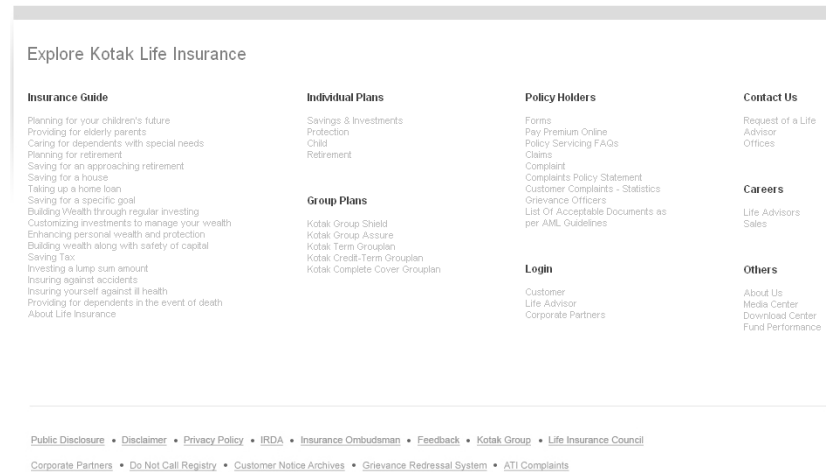 Explore Kotak Life Insurance
Insurance Guide
Planning for your children's future
Providing for elderly parents
Caring for dependents with special needs
Planning for retirement
Saving for an approaching retirement
Saving for a house
Taking up a home loan
Saving for a specific goal
Building Wealth through regular investing
Customizing investments to manage your wealth
Enhancing personal wealth and protection
Building wealth along with safety of capital
Saving Tax
Investing a lump sum amount
Insuring against accidents
Insuring yourself against ill health
Providing for dependents in the event of death
About Life Insurance
Individual Plans
Savings & Investments
Protection
Child
Retirement
Group Plans
Kotak Group Shield
Kotak Group Assure
Kotak Term Grouplan
Kotak Credit-Term Grouplan
Kotak Complete Cover Grouplan
Policy Holders
Forms
Pay Premium Online
Policy Servicing FAQs
Claims
Complaint
Complaints Policy Statement
Customer Complaints - Statistics
Grievance Officers
List Of Acceptable Documents as
per AML Guidelines
Login
Customer
Life Advisor
Corporate Partners
Contact Us
Request of a Life
Advisor
Offices
Careers
Life Advisors
Sales
Others
About Us
Media Center
Download Center
Fund Performance
Public Disclosure • Disclaimer • Privacy Policy • IRDA • Insurance Ombudsman • Feedback • Kotak Group • Life Insurance Council
Corporate Partners • Do Not Call Registry • Customer Notice Archives • Grievance Redressal System • ATI Complaints